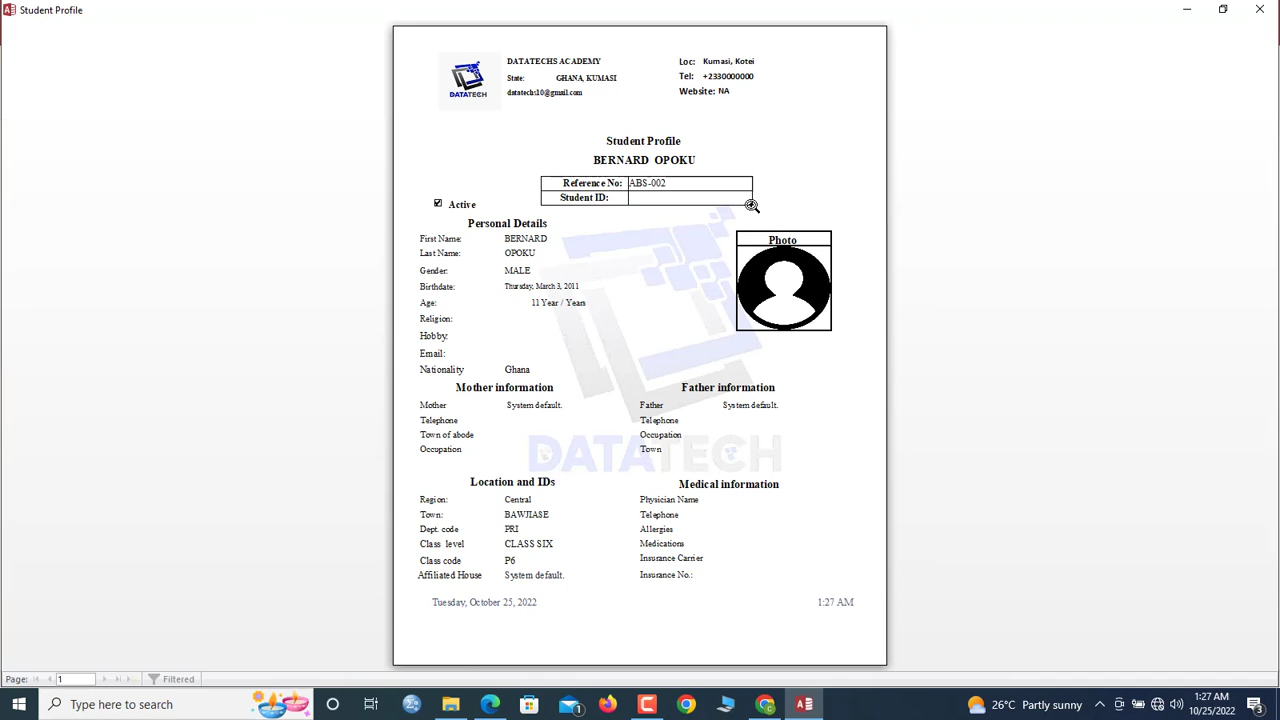 Student Profile
DATATECHS ACADEMY
State: GHANA, KUMASI
datatechs10@gmail.com
Loc: Kumasi, Kotei
Tel: +2330000000
Website: NA
DATATECH
Student Profile
BERNARD OPOKU
Reference No: ABS-002
Student ID:
Active
Personal Details
First Name: BERNARD
Last Name: OPOKU
Gender: MALE
Birthdate: Thursday, March 3, 2011
Age: 11 Year / Years
Religion:
Hobby:
Email:
Nationality Ghana
Photo
Mother information
Mother System default.
Telephone
Town of abode
Occupation
Father information
Father System default.
Telephone
Occupation
Town
DATATECH
Location and IDs
Region: Central
Town: BAWJIASE
Dept. code PRI
Class level CLASS SIX
Class code P6
Affiliated House System default.
Medical information
Physician Name
Telephone
Allergies
Medications
Insurance Carrier
Insurance No.:
Tuesday, October 25, 2022 1:27 AM
Page: 1 Filtered
Type here to search
1
26°C Partly sunny
1:27 AM
10/25/2022
3